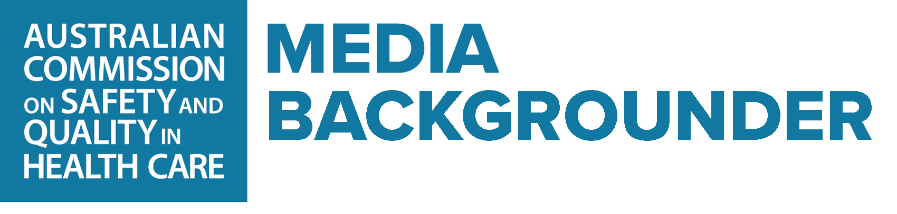 AUSTRALIAN
COMMISSION
ON SAFETY AND
QUALITY IN
HEALTH CARE
MEDIA
BACKGROUNDER